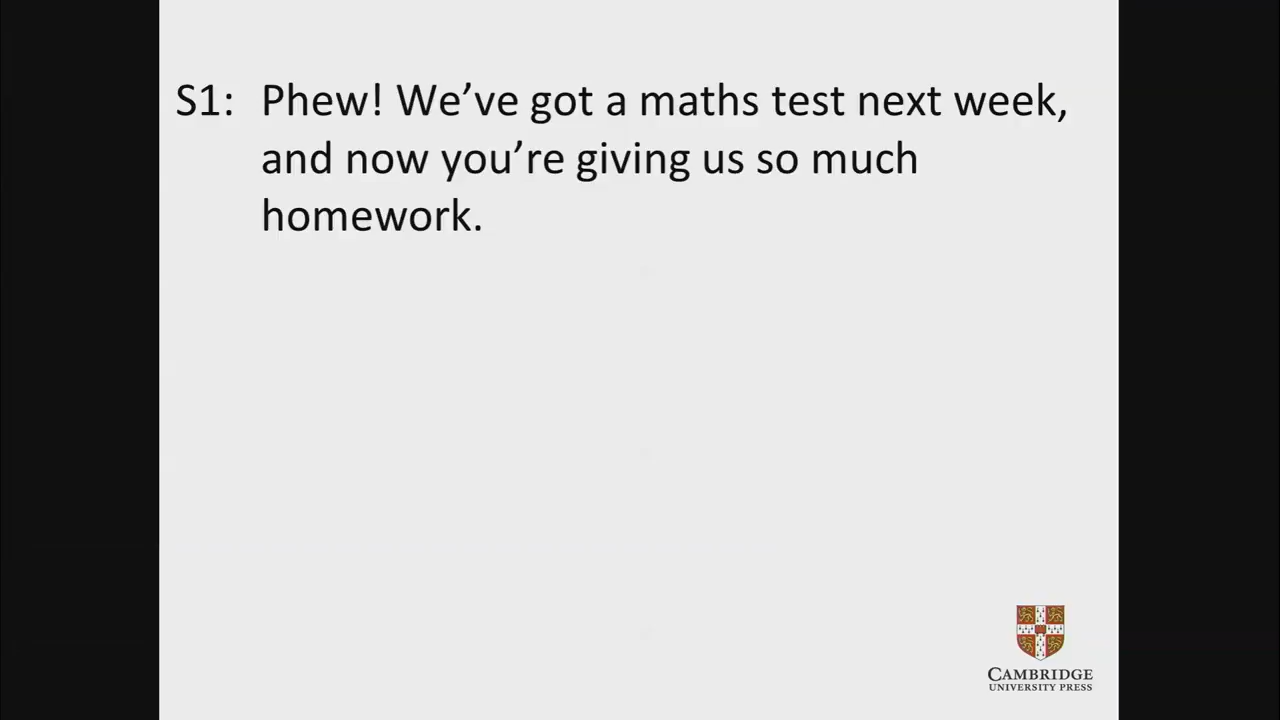 S1: Phew! We’ve got a maths test next week,
and now you’re giving us so much
homework.
CAMBRIDGE
UNIVERSITY PRESS